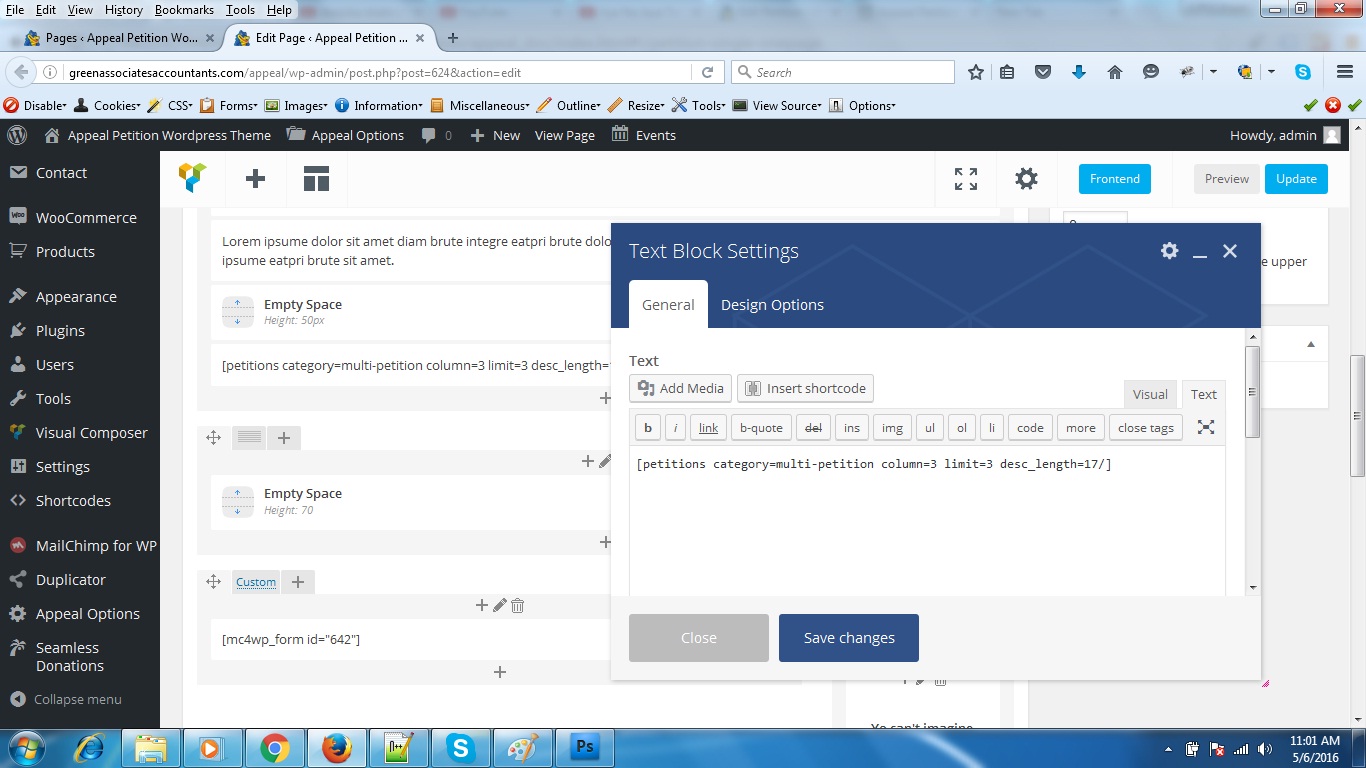 File Edit View History Bookmarks Tools Help
Pages ‹ Appeal Petition Wo... × Edit Page ‹ Appeal Petition ... × +
greenassociatesaccountants.com/appeal/wp-admin/post.php?post=624&action=edit Search
Disable Cookies CSS Forms Images Information Miscellaneous Outline Resize Tools View Source Options
Appeal Petition Wordpress Theme Appeal Options 0 New View Page Events Howdy, admin
Contact
WooCommerce
Products
Appearance
Plugins
Users
Tools
Visual Composer
Settings
Shortcodes
MailChimp for WP
Duplicator
Appeal Options
Seamless
Donations
Collapse menu
Frontend Preview Update
Lorem ipsume dolor sit amet diam brute integre eatpri brute dolo
ipsume eatpri brute sit amet.
Empty Space
Height: 50px
[petitions category=multi-petition column=3 limit=3 desc_length=
Empty Space
Height: 70
Custom
[mc4wp_form id="642"]
e upper
Text Block Settings
General Design Options
Text
Add Media Insert shortcode Visual Text
b i link b-quote del ins img ul ol li code more close tags
[petitions category=multi-petition column=3 limit=3 desc_length=17/]
Close Save changes
Yo can't imagine
11:01 AM
5/6/2016